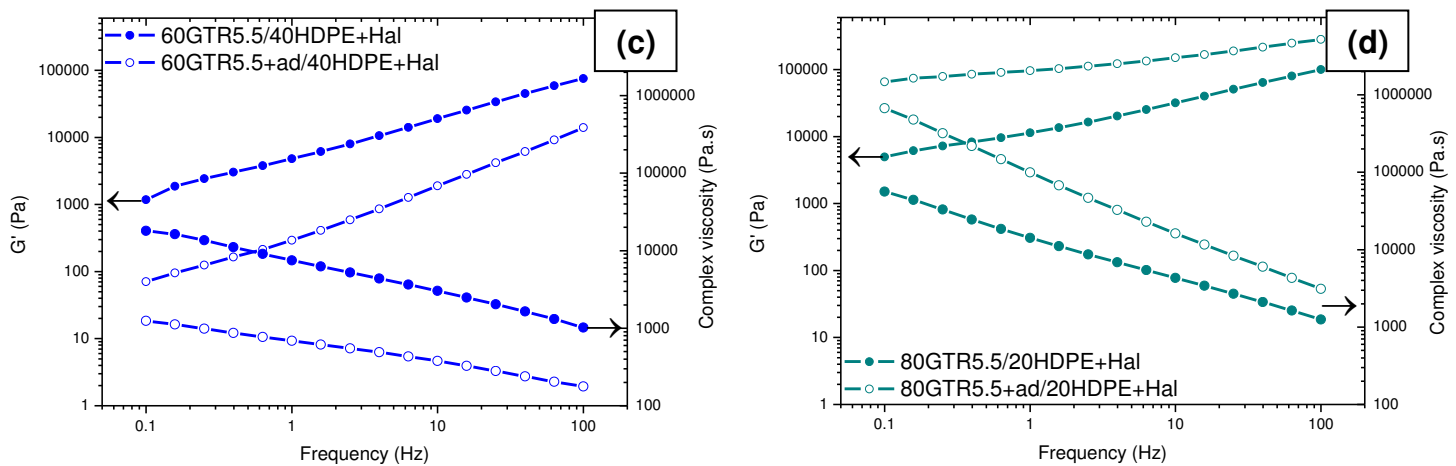 (c)
60GTR5.5/40HDPE+Hal
60GTR5.5+ad/40HDPE+Hal
100000
10000
1000
100
10
1
G' (Pa)
1000000
100000
10000
1000
100
Complex viscosity (Pa.s)
0.1 1 10 100
Frequency (Hz)
(d)
100000
10000
1000
100
10
1
G' (Pa)
1000000
100000
10000
1000
100
Complex viscosity (Pa.s)
80GTR5.5/20HDPE+Hal
80GTR5.5+ad/20HDPE+Hal
0.1 1 10 100
Frequency (Hz)